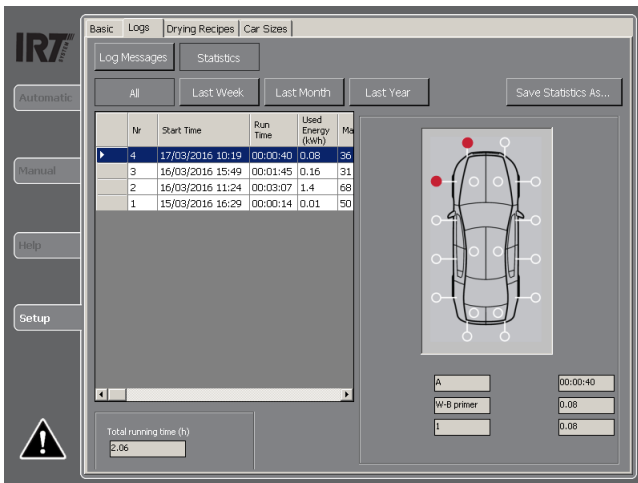 IRT SYSTEM
Basic Logs Drying Recipes Car Sizes
Log Messages Statistics
All Last Week Last Month Last Year Save Statistics As...
Nr Start Time Run Time Used Energy (kWh) Ma
4 17/03/2016 10:19 00:00:40 0.08 36
3 16/03/2016 15:49 00:01:45 0.16 31
2 16/03/2016 11:24 00:03:07 1.4 68
1 15/03/2016 16:29 00:00:14 0.01 50
Automatic
Manual
Help
Setup
A 00:00:40
W-B primer 0.08
1 0.08
Total running time (h)
2.06